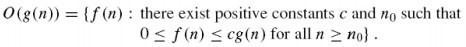 O(g(n)) = {f(n) : there exist positive constants c and n₀ such that
0 ≤ f(n) ≤ cg(n) for all n ≥ n₀} .